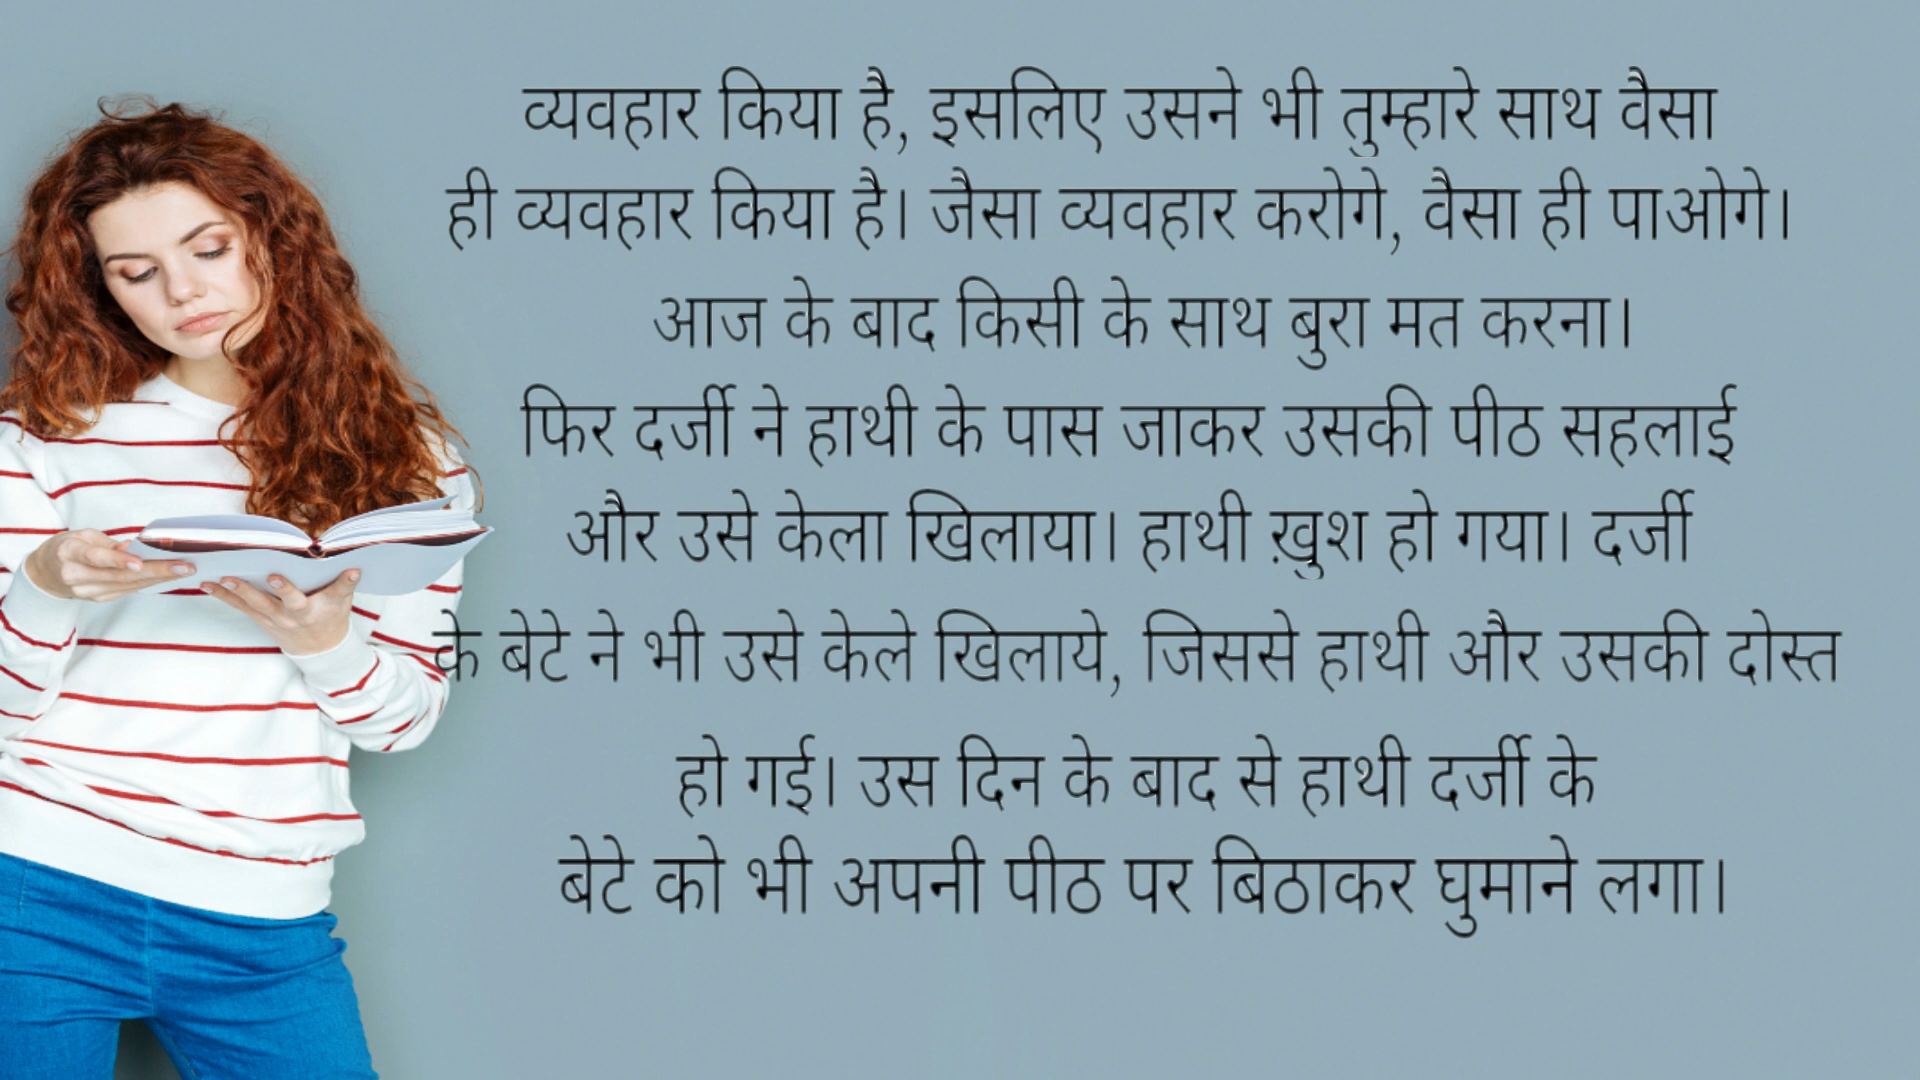 व्यवहार किया है, इसलिए उसने भी तुम्हारे साथ वैसा
ही व्यवहार किया है। जैसा व्यवहार करोगे, वैसा ही पाओगे।
आज के बाद किसी के साथ बुरा मत करना।
फिर दर्जी ने हाथी के पास जाकर उसकी पीठ सहलाई
और उसे केला खिलाया। हाथी ख़ुश हो गया। दर्जी
के बेटे ने भी उसे केले खिलाये, जिससे हाथी और उसकी दोस्त
हो गई। उस दिन के बाद से हाथी दर्जी के
बेटे को भी अपनी पीठ पर बिठाकर घुमाने लगा।